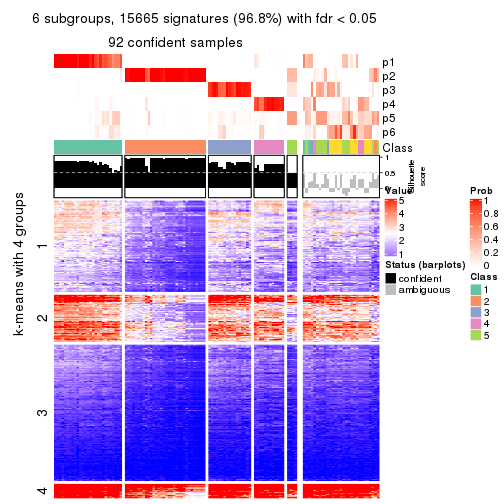 6 subgroups, 15665 signatures (96.8%) with fdr < 0.05
92 confident samples
p1
p2
p3
p4
p5
p6
Class
1
0.5
0
Silhouette
score
k-means with 4 groups
1
2
3
4
Value
5
4
3
2
1
Status (barplots)
confident
ambiguous
Prob
1
0.8
0.6
0.4
0.2
0
Class
1
2
3
4
5